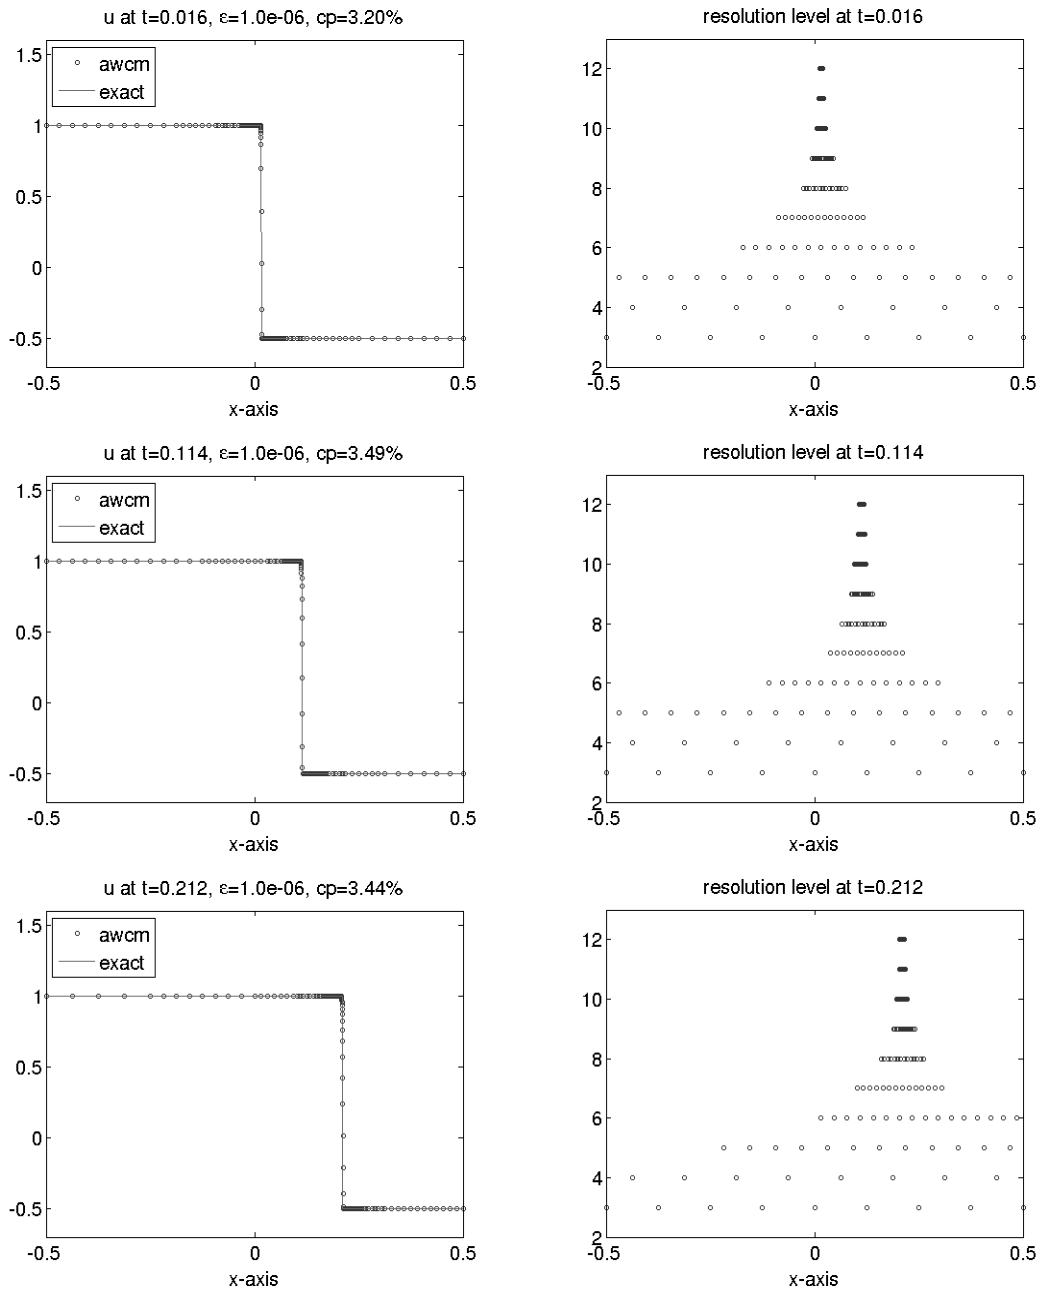 u at t=0.016, ε=1.0e-06, cp=3.20%
1.5
1
0.5
0
-0.5
awcm
exact
-0.5 0 0.5
x-axis
resolution level at t=0.016
12
10
8
6
4
2
-0.5 0 0.5
x-axis
u at t=0.114, ε=1.0e-06, cp=3.49%
1.5
1
0.5
0
-0.5
awcm
exact
-0.5 0 0.5
x-axis
resolution level at t=0.114
12
10
8
6
4
2
-0.5 0 0.5
x-axis
u at t=0.212, ε=1.0e-06, cp=3.44%
1.5
1
0.5
0
-0.5
awcm
exact
-0.5 0 0.5
x-axis
resolution level at t=0.212
12
10
8
6
4
2
-0.5 0 0.5
x-axis